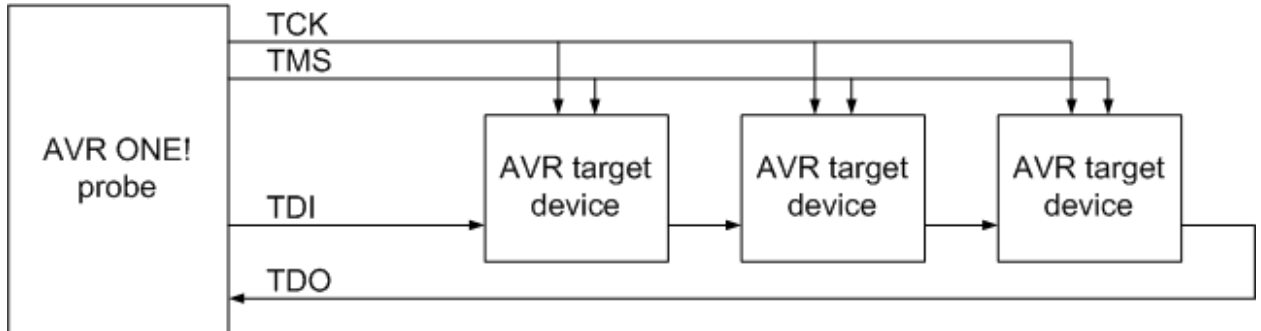 TCK
TMS
AVR ONE!
probe
AVR target
device
AVR target
device
AVR target
device
TDI
TDO